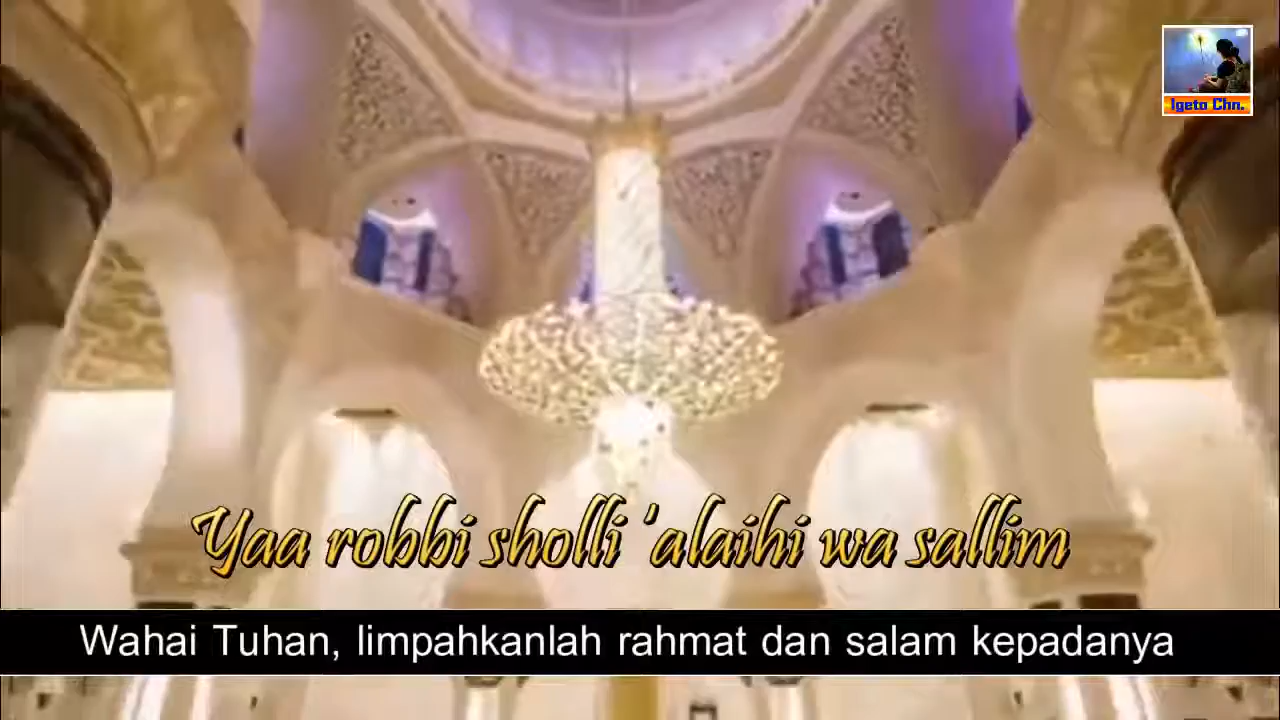 Igeto Chn.
Yaa robbi sholli 'alaihi wa sallim
Wahai Tuhan, limpahkanlah rahmat dan salam kepadanya